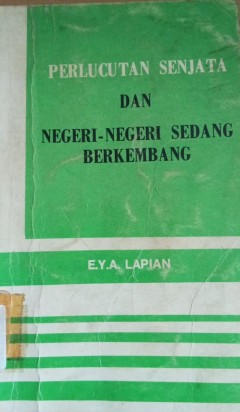 PERLUCUTAN SENJATA
DAN
NEGERI-NEGERI SEDANG
BERKEMBANG
E.Y.A. LAPIAN